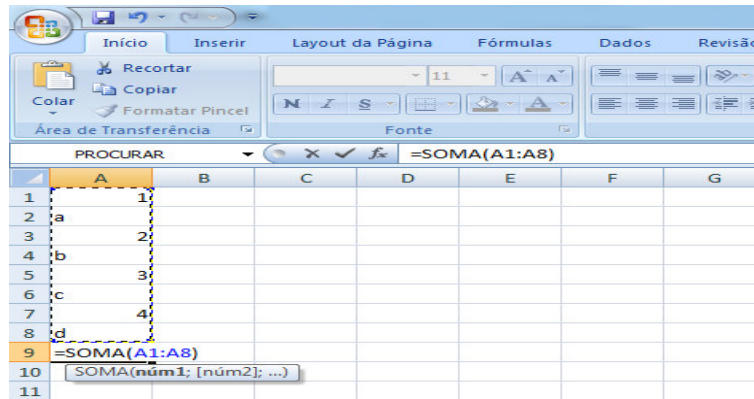 Início Inserir Layout da Página Fórmulas Dados Revisão
Colar
Recortar
Copiar
Formatar Pincel
Área de Transferência
11 A A
N I S A
Fonte
PROCURAR fx =SOMA(A1:A8)
A B C D E F G
1 1
2 a
3 2
4 b
5 3
6 c
7 4
8 d
9 =SOMA(A1:A8)
10 SOMA(núm1; [núm2]; ...)
11